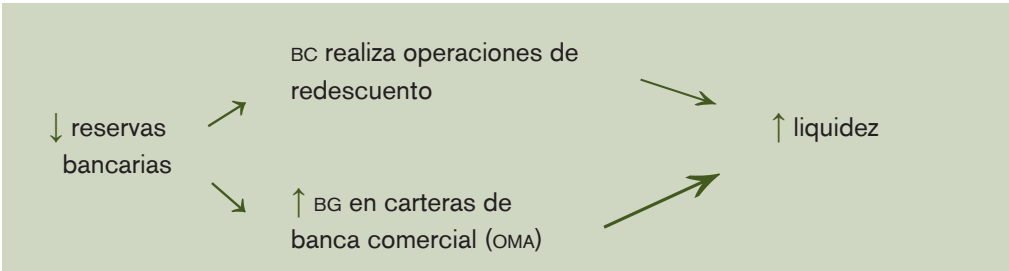 BC realiza operaciones de
redescuento
↓ reservas
bancarias
↑ liquidez
↑ BG en carteras de
banca comercial (OMA)